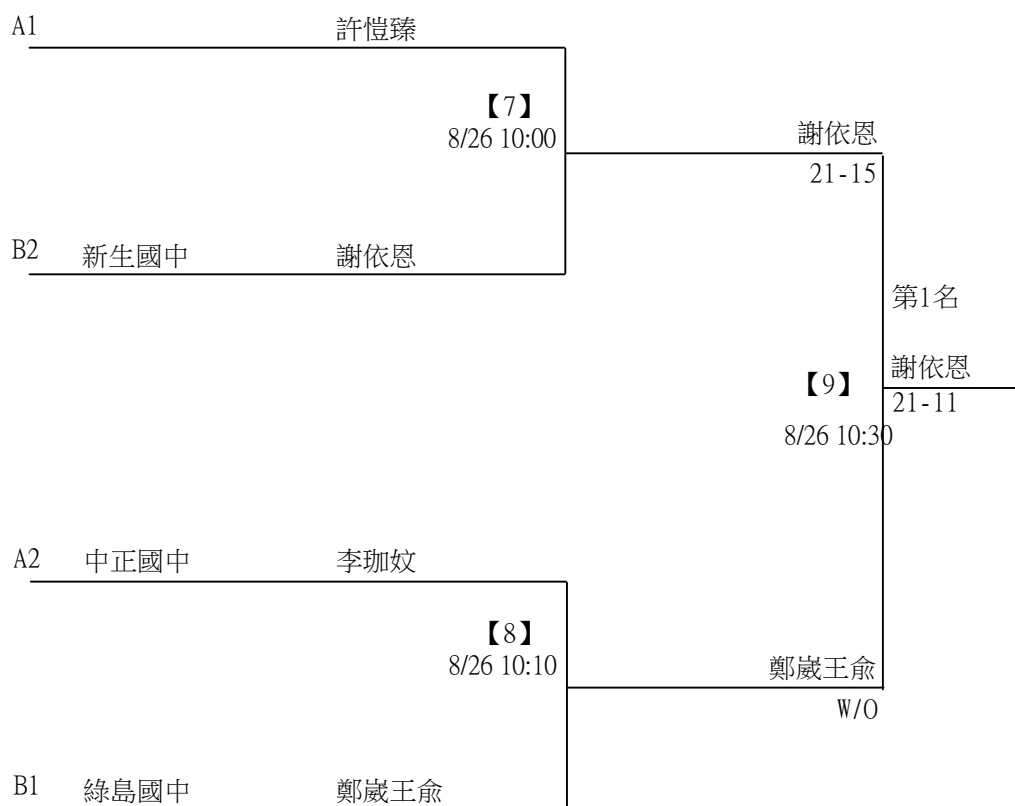 A1 許愷臻
【7】
8/26 10:00
謝依恩
21-15
B2 新生國中 謝依恩
第1名
謝依恩
【9】
21-11
8/26 10:30
A2 中正國中 李珈妏
【8】
8/26 10:10
鄭崴王俞
W/O
B1 綠島國中 鄭崴王俞